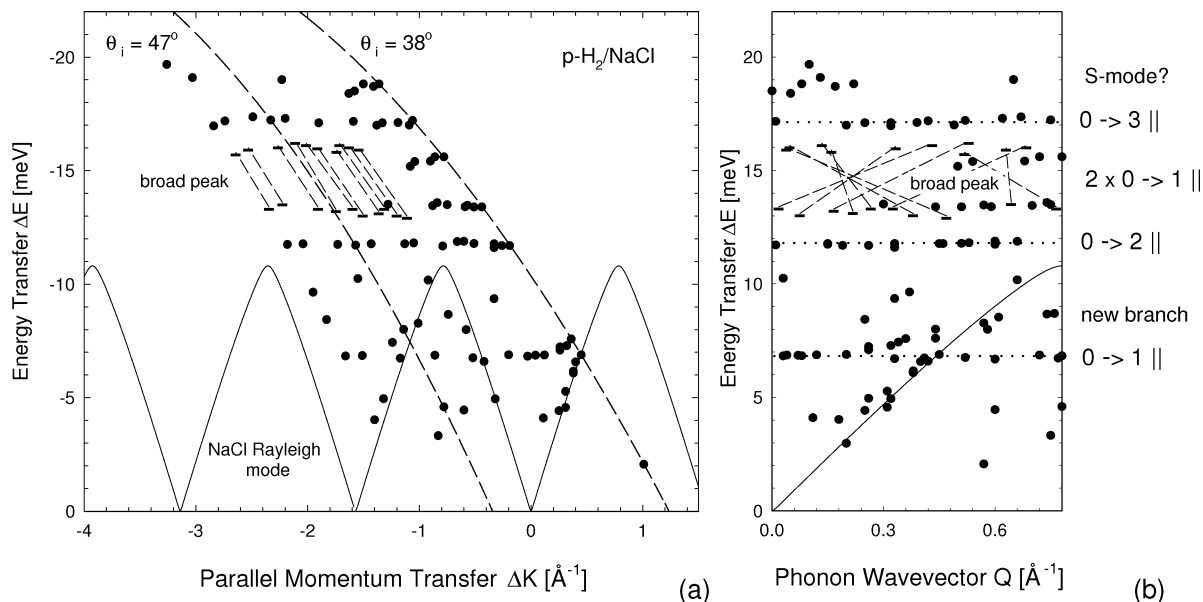 θi = 47°
θi = 38°
p-H2/NaCl
broad peak
NaCl Rayleigh
mode
-20
-15
-10
-5
0
Energy Transfer ΔE [meV]
-4
-3
-2
-1
0
1
Parallel Momentum Transfer ΔK [Å-1]
(a)
20
15
10
5
0
Energy Transfer ΔE [meV]
broad peak
0.0
0.3
0.6
Phonon Wavevector Q [Å-1]
(b)
S-mode?
0 -> 3 ||
2 x 0 -> 1 ||
0 -> 2 ||
new branch
0 -> 1 ||